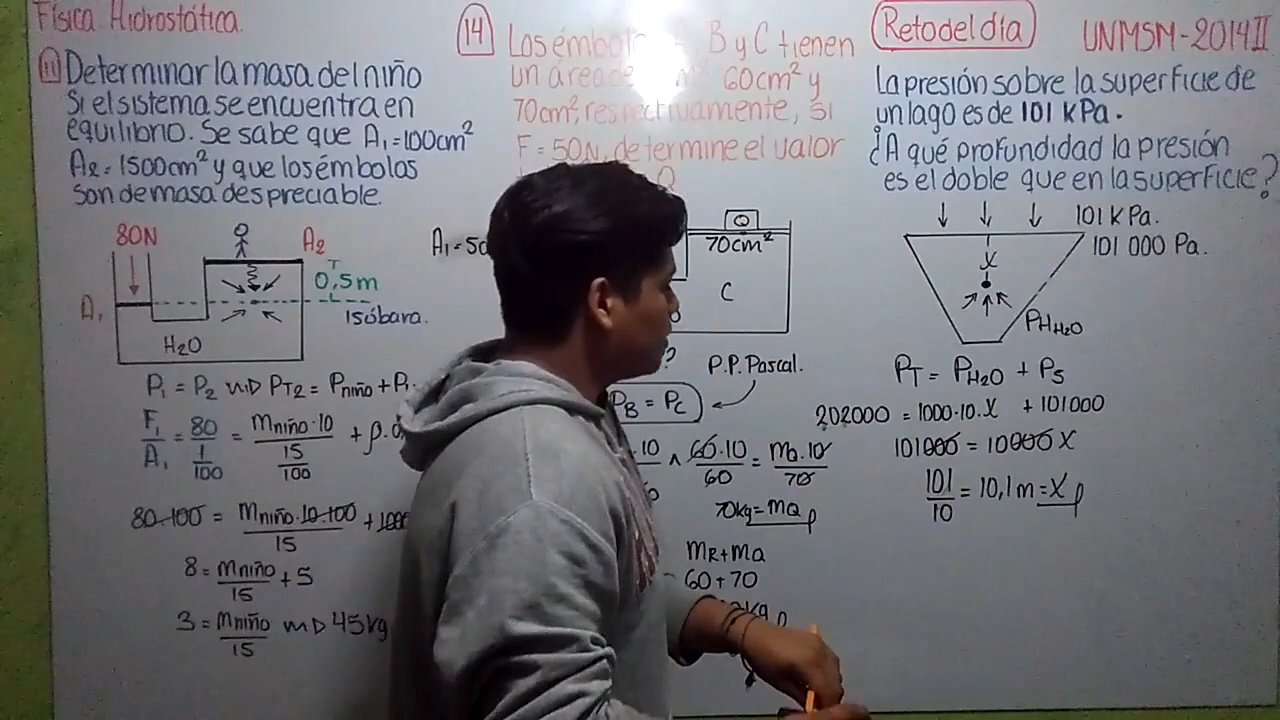 Física Hidrostática.
11 Determinar la masa del niño
Si el sistema se encuentra en
equilibrio. Se sabe que A₁=100cm²
A₂=1500cm² y que los émbolos
son de masa despreciable.
80N
A₂
0,5m
A₁
Isóbara.
H₂O
P₁ = P₂ PT₂ = Pniño + P
F₁/A₁ = 80/(1/100) = mniño·10/(15/100) + ρ.
80·100 = mniño·10·100/15 +
8 = mniño/15 + 5
3 = mniño/15 45kg
14 Los B y C tienen
un área 60cm² y
70cm², respectivamente, si
F = 50N, determine el valor
Q
A₁=50
Q
70cm²
C
?
P.P. Pascal.
PB = PC
.10 ∧ 60·10/60 = mQ·10/70
70kg = mQ
mR+mQ
60+70
kg
Reto del día UNMSM-2014 II
La presión sobre la superficie de
un lago es de 101 kPa.
¿A qué profundidad la presión
es el doble que en la superficie?
101 kPa.
101 000 Pa.
X
PH₂O
PT = PH₂O + PS
202000 = 1000·10·X + 101000
101000 = 10000X
101/10 = 10,1m = X